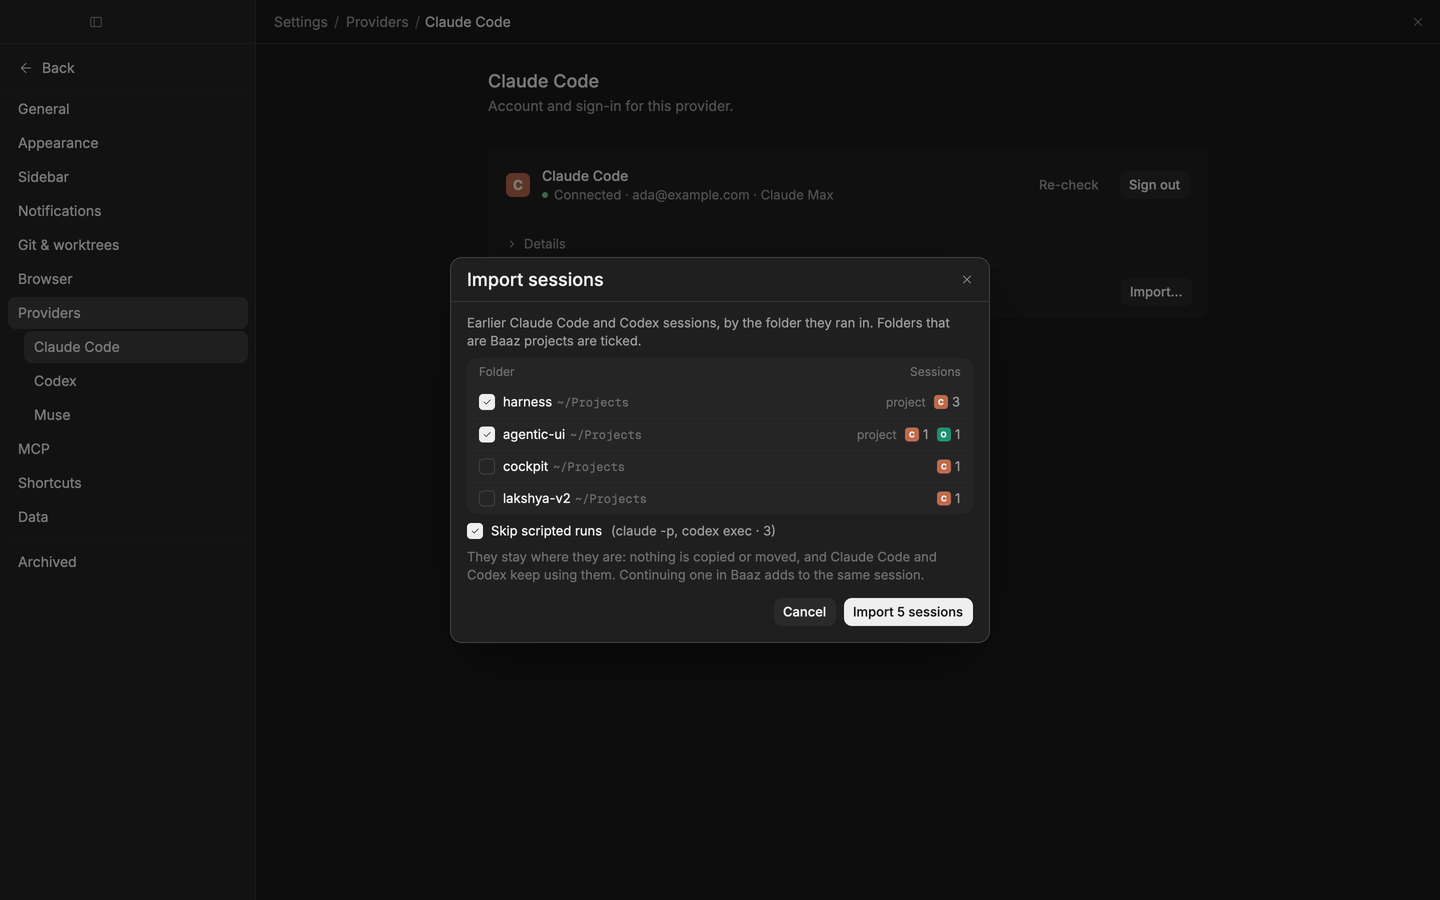 Settings / Providers / Claude Code
Back
General
Appearance
Sidebar
Notifications
Git & worktrees
Browser
Providers
Claude Code
Codex
Muse
MCP
Shortcuts
Data
Archived
Claude Code
Account and sign-in for this provider.
C Claude Code
Connected · ada@example.com · Claude Max
Re-check Sign out
Details
Import...
Import sessions
Earlier Claude Code and Codex sessions, by the folder they ran in. Folders that
are Baaz projects are ticked.
Folder Sessions
harness ~/Projects project C 3
agentic-ui ~/Projects project C 1 O 1
cockpit ~/Projects C 1
lakshya-v2 ~/Projects C 1
Skip scripted runs (claude -p, codex exec · 3)
They stay where they are: nothing is copied or moved, and Claude Code and
Codex keep using them. Continuing one in Baaz adds to the same session.
Cancel Import 5 sessions